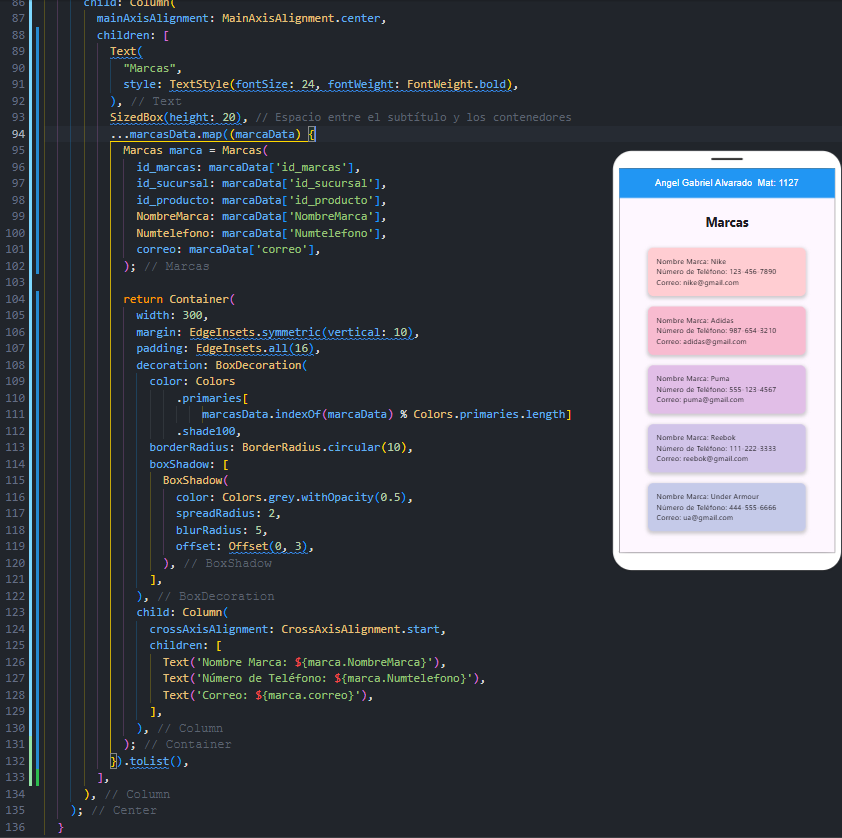 86 child: Column(
87 mainAxisAlignment: MainAxisAlignment.center,
88 children: [
89 Text(
90 "Marcas",
91 style: TextStyle(fontSize: 24, fontWeight: FontWeight.bold),
92 ), // Text
93 SizedBox(height: 20), // Espacio entre el subtítulo y los contenedores
94 ...marcasData.map((marcaData) {
95 Marcas marca = Marcas(
96 id_marcas: marcaData['id_marcas'],
97 id_sucursal: marcaData['id_sucursal'],
98 id_producto: marcaData['id_producto'],
99 NombreMarca: marcaData['NombreMarca'],
100 Numtelefono: marcaData['Numtelefono'],
101 correo: marcaData['correo'],
102 ); // Marcas
103
104 return Container(
105 width: 300,
106 margin: EdgeInsets.symmetric(vertical: 10),
107 padding: EdgeInsets.all(16),
108 decoration: BoxDecoration(
109 color: Colors
110 .primaries[
111 marcasData.indexOf(marcaData) % Colors.primaries.length]
112 .shade100,
113 borderRadius: BorderRadius.circular(10),
114 boxShadow: [
115 BoxShadow(
116 color: Colors.grey.withOpacity(0.5),
117 spreadRadius: 2,
118 blurRadius: 5,
119 offset: Offset(0, 3),
120 ), // BoxShadow
121 ],
122 ), // BoxDecoration
123 child: Column(
124 crossAxisAlignment: CrossAxisAlignment.start,
125 children: [
126 Text('Nombre Marca: ${marca.NombreMarca}'),
127 Text('Número de Teléfono: ${marca.Numtelefono}'),
128 Text('Correo: ${marca.correo}'),
129 ],
130 ), // Column
131 ); // Container
132 }).toList(),
133 ],
134 ), // Column
135 ); // Center
136 }
Angel Gabriel Alvarado Mat: 1127
Marcas
Nombre Marca: Nike
Número de Teléfono: 123-456-7890
Correo: nike@gmail.com
Nombre Marca: Adidas
Número de Teléfono: 987-654-3210
Correo: adidas@gmail.com
Nombre Marca: Puma
Número de Teléfono: 555-123-4567
Correo: puma@gmail.com
Nombre Marca: Reebok
Número de Teléfono: 111-222-3333
Correo: reebok@gmail.com
Nombre Marca: Under Armour
Número de Teléfono: 444-555-6666
Correo: ua@gmail.com